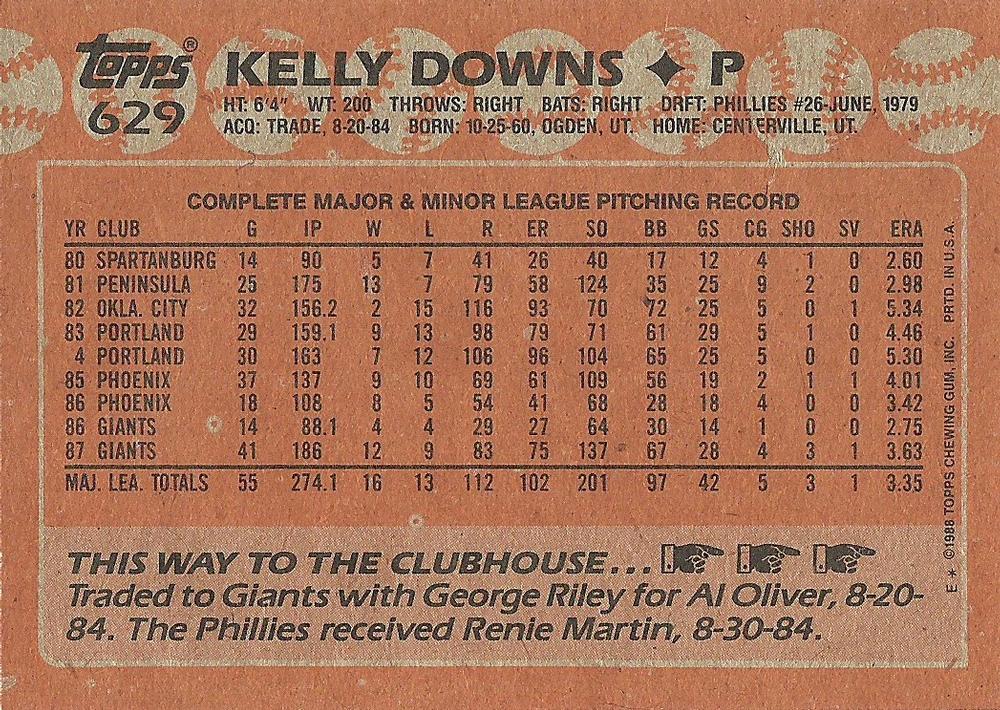 Topps® KELLY DOWNS ✦ P
629
HT: 6'4" WT: 200 THROWS: RIGHT BATS: RIGHT DRFT: PHILLIES #26-JUNE, 1979
ACQ: TRADE, 8-20-84 BORN: 10-25-60, OGDEN, UT. HOME: CENTERVILLE, UT.
COMPLETE MAJOR & MINOR LEAGUE PITCHING RECORD
YR CLUB G IP W L R ER SO BB GS CG SHO SV ERA
80 SPARTANBURG 14 90 5 7 41 26 40 17 12 4 1 0 2.60
81 PENINSULA 25 175 13 7 79 58 124 35 25 9 2 0 2.98
82 OKLA. CITY 32 156.2 2 15 116 93 70 72 25 5 0 1 5.34
83 PORTLAND 29 159.1 9 13 98 79 71 61 29 5 1 0 4.46
4 PORTLAND 30 163 7 12 106 96 104 65 25 5 0 0 5.30
85 PHOENIX 37 137 9 10 69 61 109 56 19 2 1 1 4.01
86 PHOENIX 18 108 8 5 54 41 68 28 18 4 0 0 3.42
86 GIANTS 14 88.1 4 4 29 27 64 30 14 1 0 0 2.75
87 GIANTS 41 186 12 9 83 75 137 67 28 4 3 1 3.63
MAJ. LEA. TOTALS 55 274.1 16 13 112 102 201 97 42 5 3 1 3.35
THIS WAY TO THE CLUBHOUSE...
Traded to Giants with George Riley for Al Oliver, 8-20-
84. The Phillies received Renie Martin, 8-30-84.
E * ©1988 TOPPS CHEWING GUM, INC. PRTD. IN U.S.A.